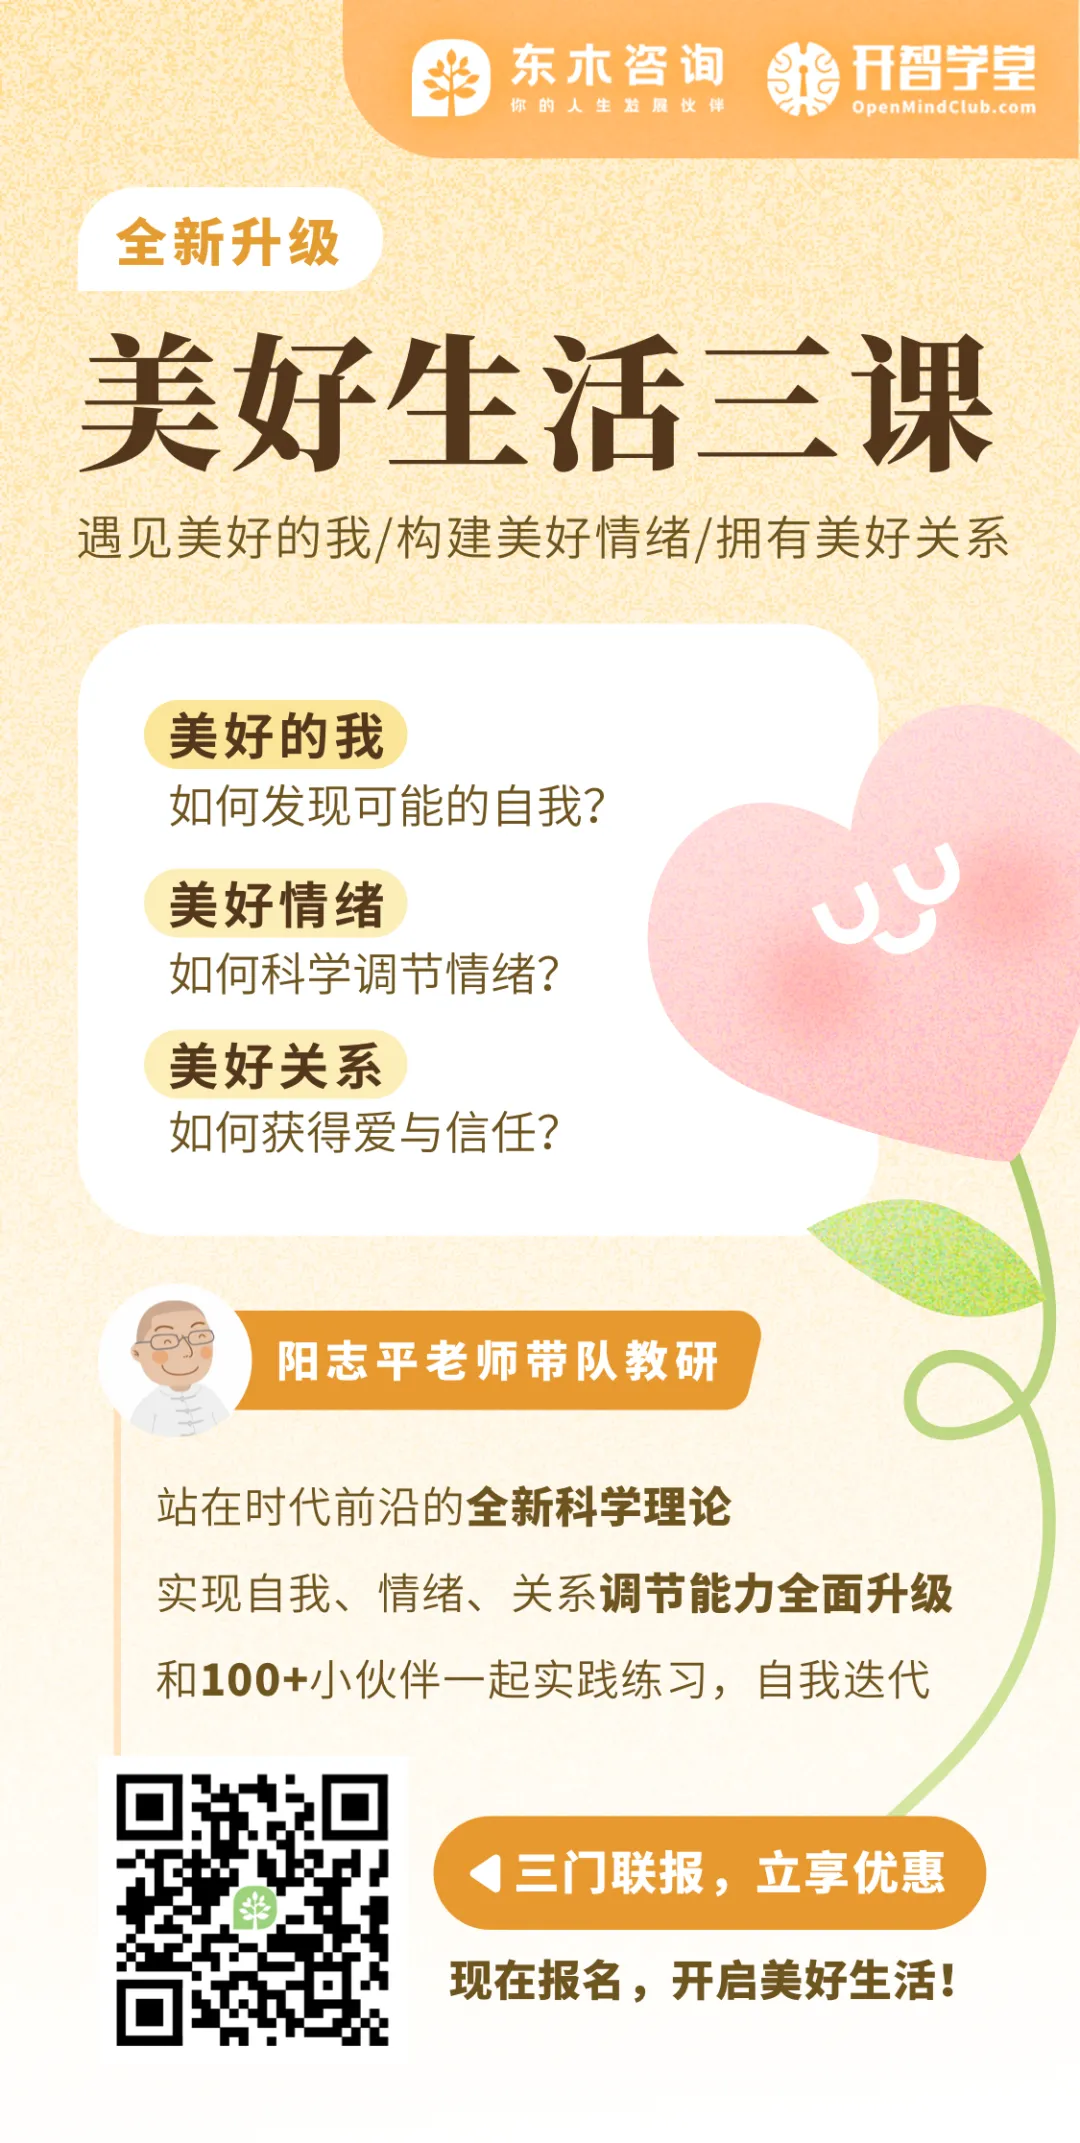 东木咨询
你的人生发展伙伴
开智学堂
OpenMindClub.com
全新升级
美好生活三课
遇见美好的我/构建美好情绪/拥有美好关系
美好的我
如何发现可能的自我?
美好情绪
如何科学调节情绪?
美好关系
如何获得爱与信任?
阳志平老师带队教研
站在时代前沿的全新科学理论
实现自我、情绪、关系调节能力全面升级
和100+小伙伴一起实践练习，自我迭代
三门联报，立享优惠
现在报名，开启美好生活!